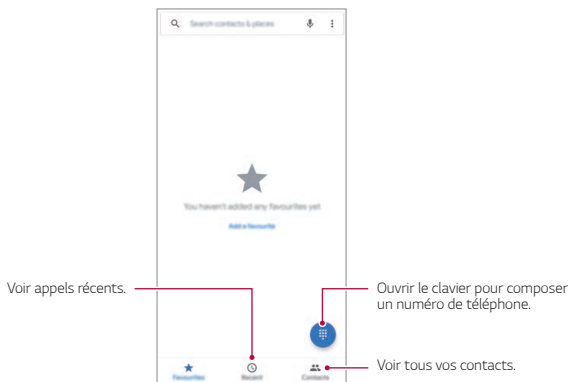 Search contacts & places
You haven't added any favourites yet
Add a favourite
Voir appels récents.
Ouvrir le clavier pour composer
un numéro de téléphone.
Favourites Recent Contacts
Voir tous vos contacts.